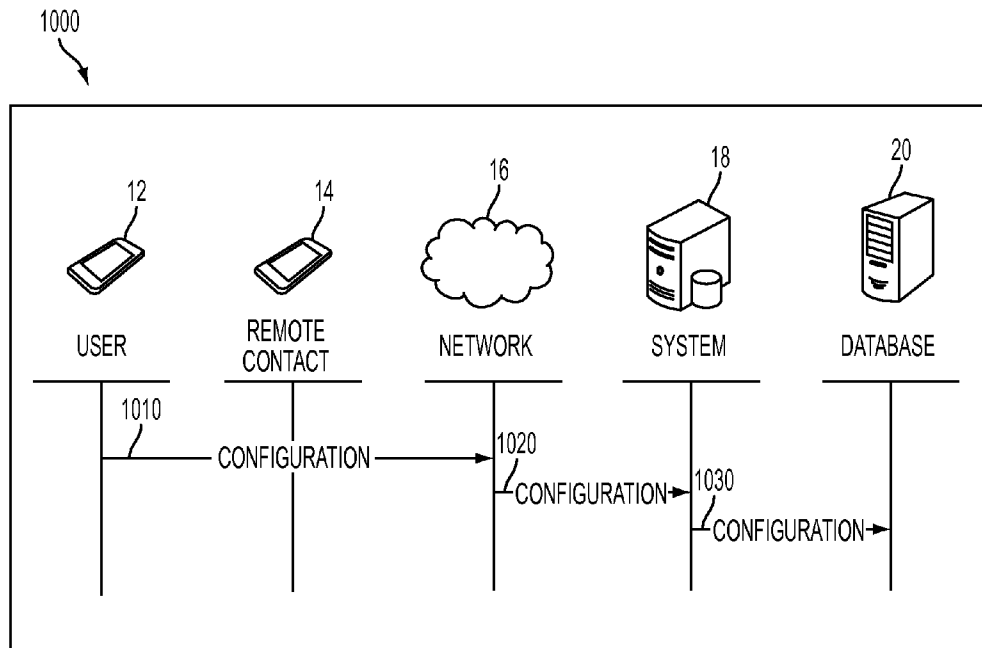 1000
12
14
16
18
20
USER
REMOTE
CONTACT
NETWORK
SYSTEM
DATABASE
1010
CONFIGURATION
1020
CONFIGURATION
1030
CONFIGURATION